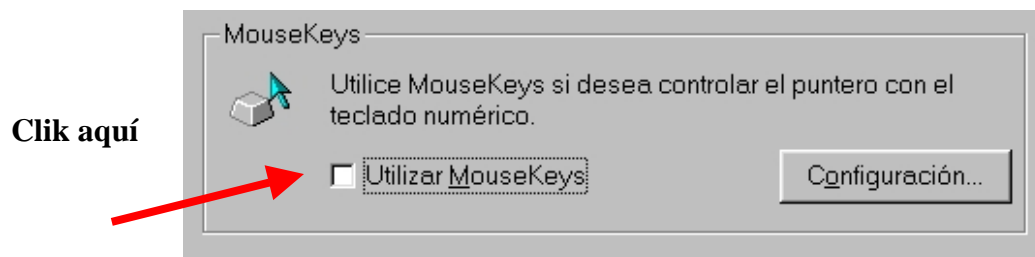 MouseKeys
Utilice MouseKeys si desea controlar el puntero con el
teclado numérico.
Clik aquí
Utilizar MouseKeys
Configuración...